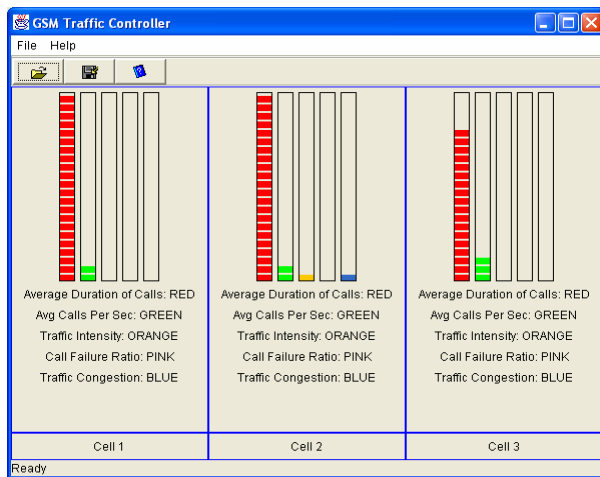 GSM Traffic Controller
File Help
Average Duration of Calls: RED
Avg Calls Per Sec: GREEN
Traffic Intensity: ORANGE
Call Failure Ratio: PINK
Traffic Congestion: BLUE
Cell 1
Average Duration of Calls: RED
Avg Calls Per Sec: GREEN
Traffic Intensity: ORANGE
Call Failure Ratio: PINK
Traffic Congestion: BLUE
Cell 2
Average Duration of Calls: RED
Avg Calls Per Sec: GREEN
Traffic Intensity: ORANGE
Call Failure Ratio: PINK
Traffic Congestion: BLUE
Cell 3
Ready